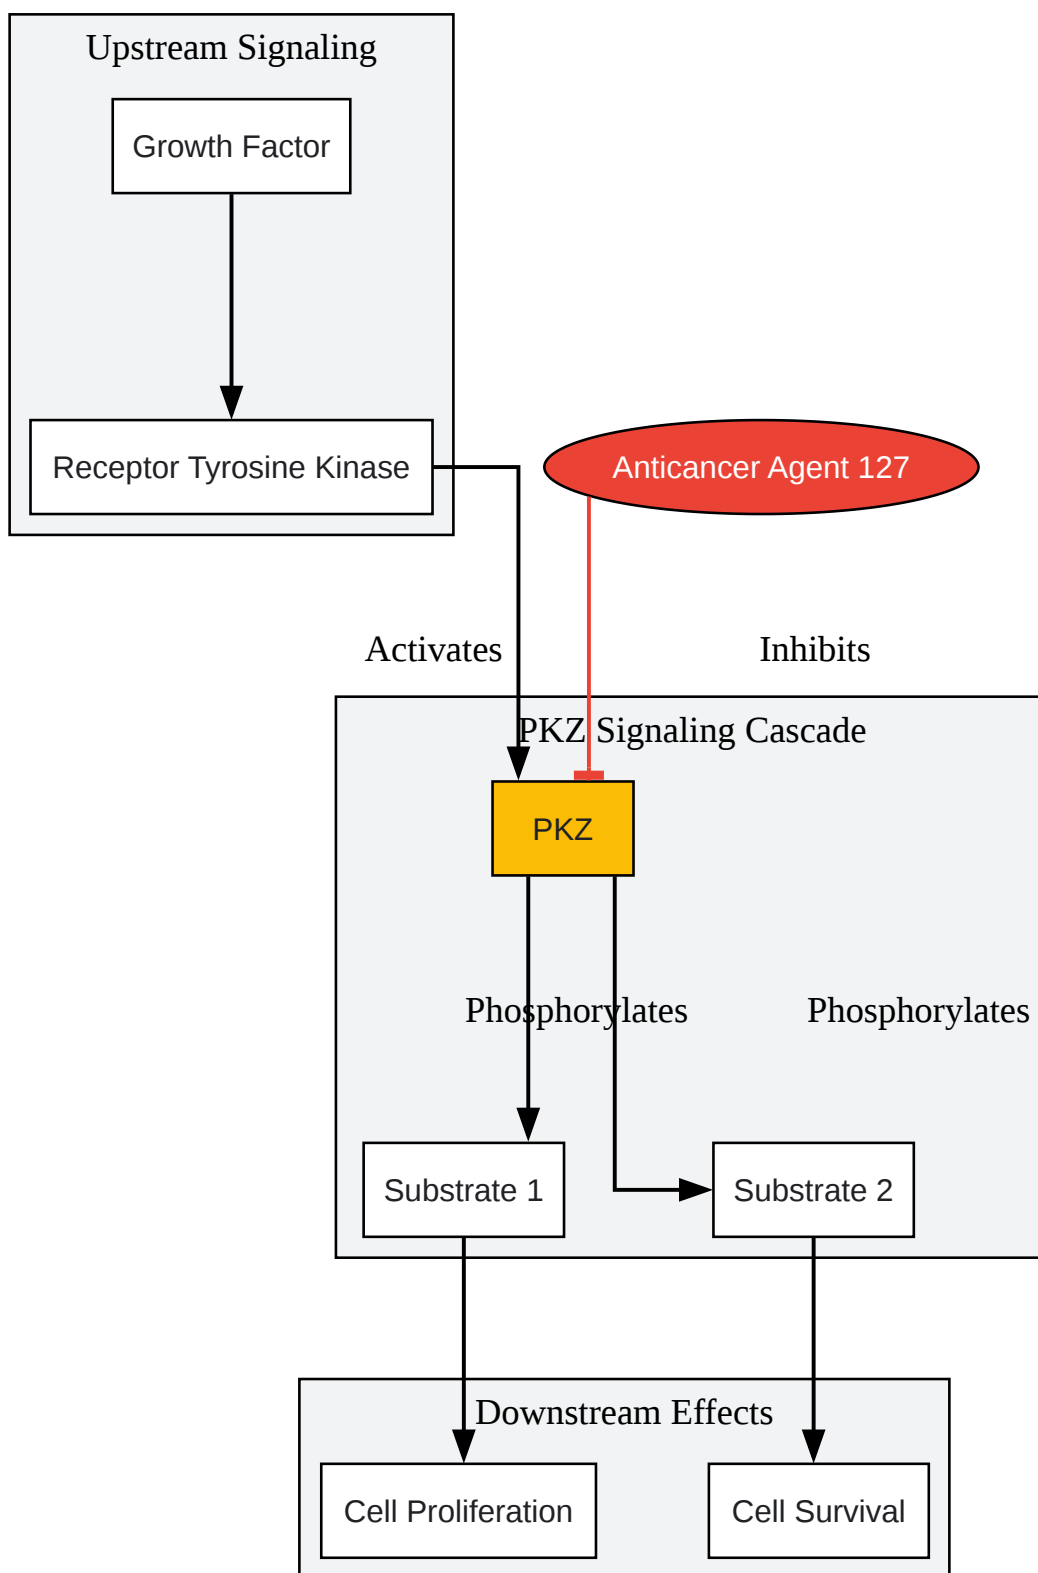 Upstream Signaling
Growth Factor
Receptor Tyrosine Kinase
Anticancer Agent 127
Activates
Inhibits
PKZ Signaling Cascade
PKZ
Phosphorylates
Phosphorylates
Substrate 1
Substrate 2
Downstream Effects
Cell Proliferation
Cell Survival